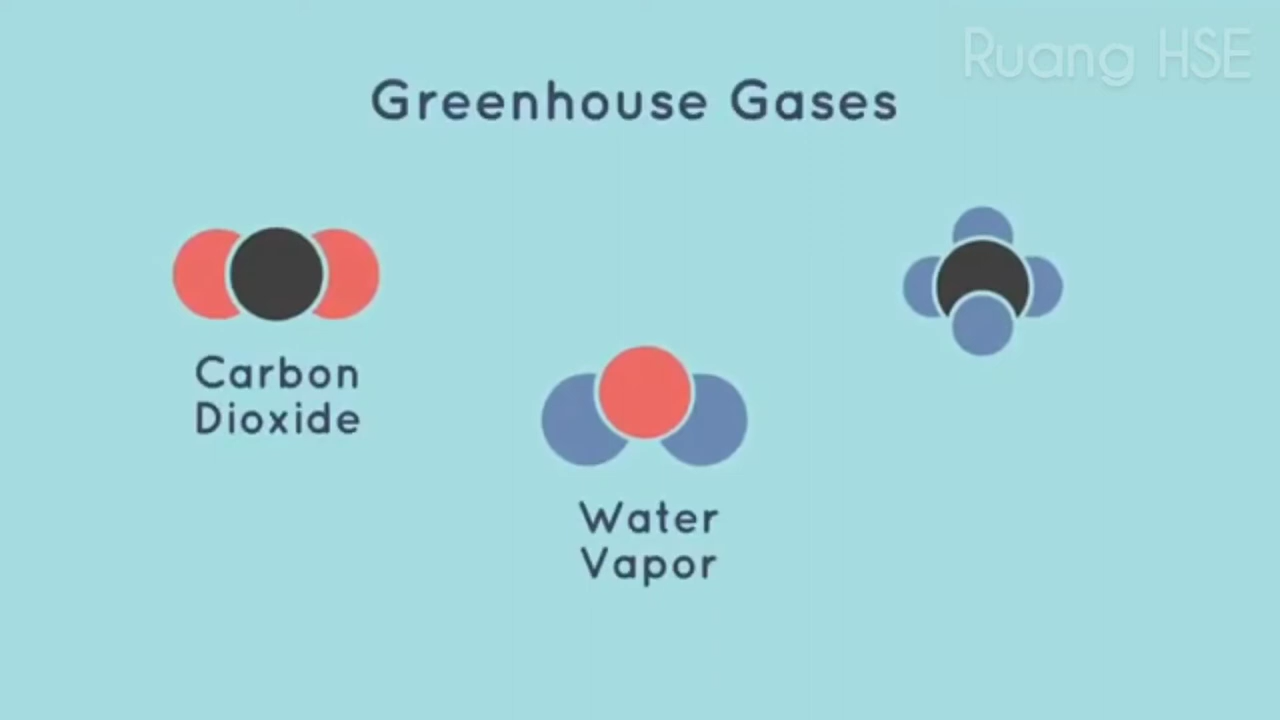 Ruang HSE
Greenhouse Gases
Carbon
Dioxide
Water
Vapor